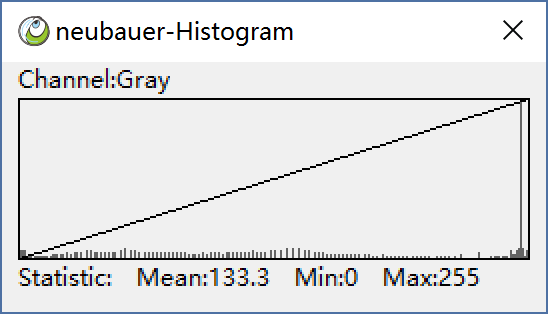 neubauer-Histogram
Channel:Gray
Statistic: Mean:133.3 Min:0 Max:255